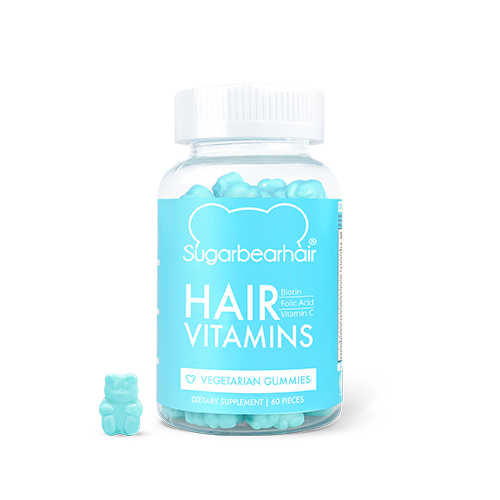 Sugarbearhair®
HAIR
Biotin
Folic Acid
Vitamin C
VITAMINS
VEGETARIAN GUMMIES
DIETARY SUPPLEMENT | 60 PIECES